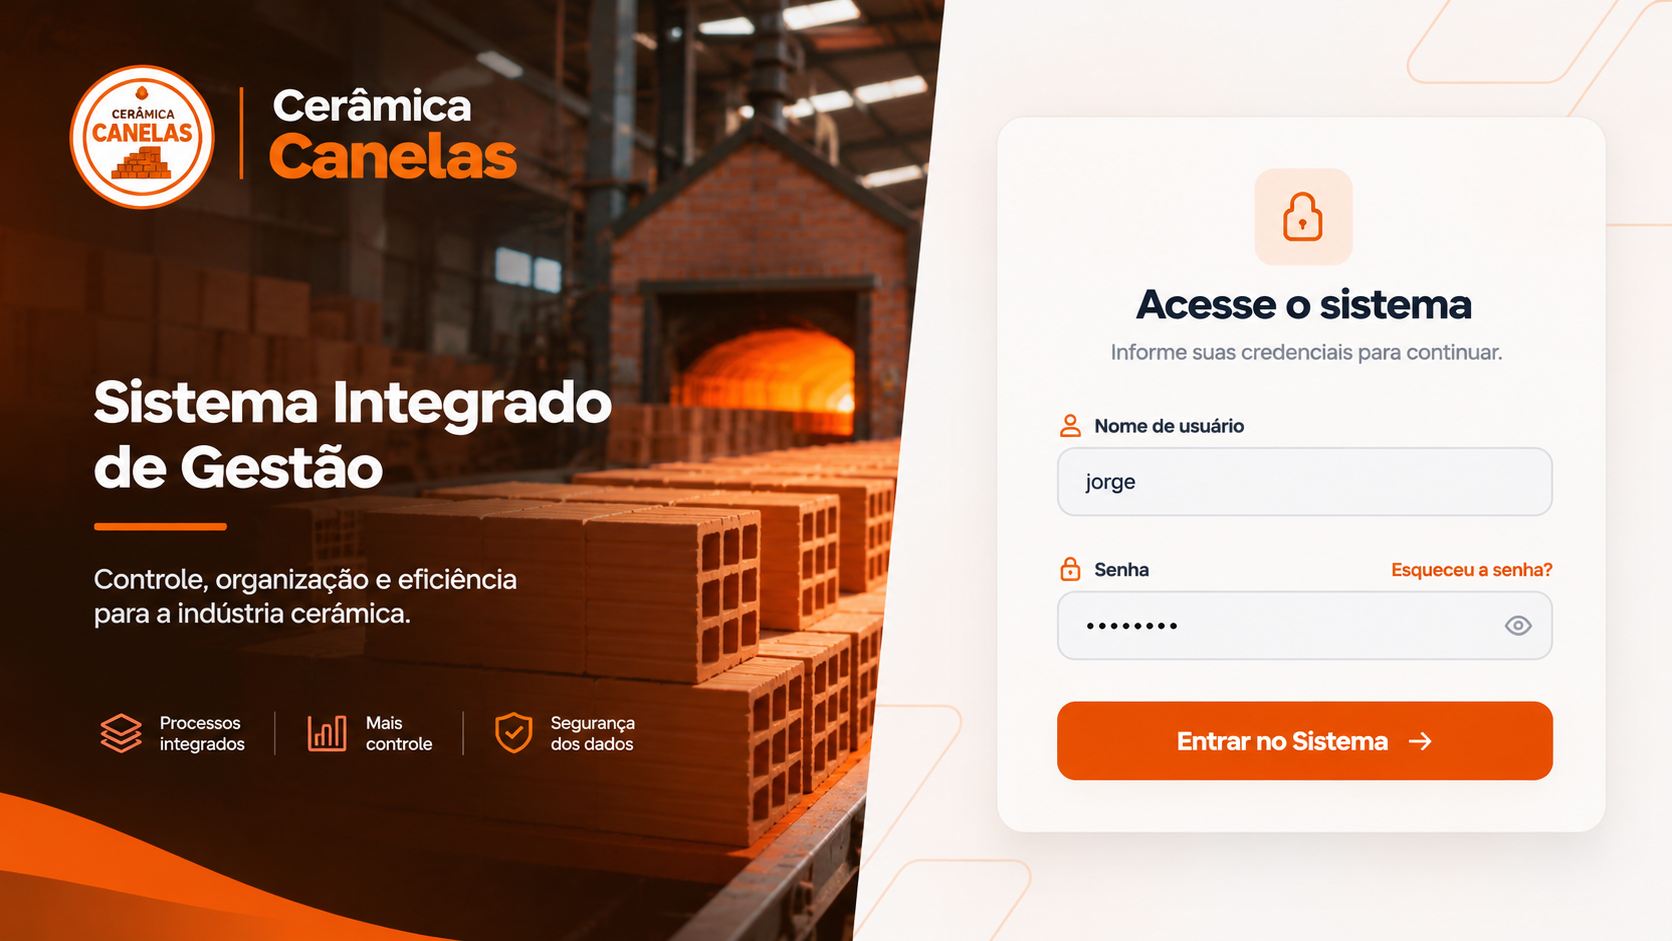 CERÂMICA
CANELAS
Cerâmica
Canelas
Sistema Integrado
de Gestão
Controle, organização e eficiência
para a indústria cerámica.
Processos
integrados
Mais
controle
Segurança
dos dados
Acesse o sistema
Informe suas credenciais para continuar.
Nome de usuário
jorge
Senha
Esqueceu a senha?
••••••••
Entrar no Sistema →